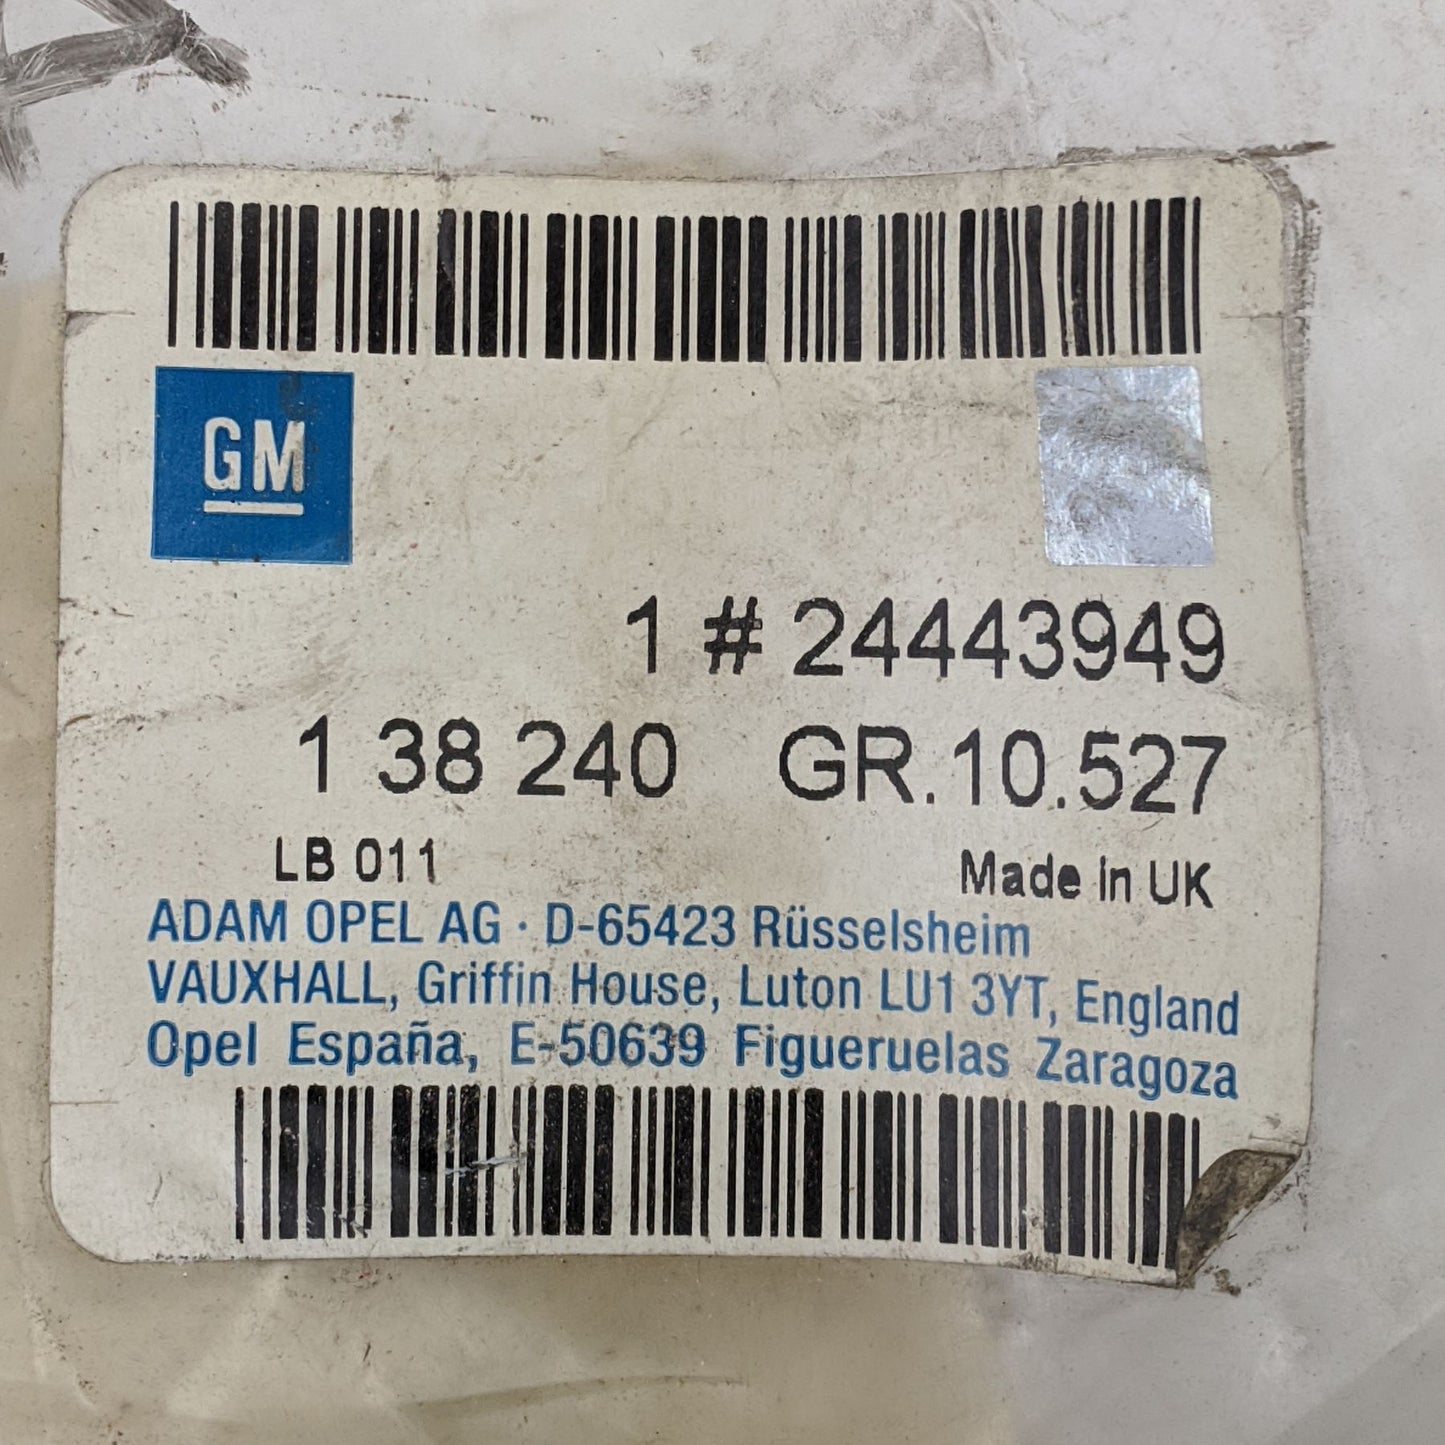 GM
1 # 24443949
1 38 240 GR.10.527
LB 011 Made in UK
ADAM OPEL AG · D-65423 Rüsselsheim
VAUXHALL, Griffin House, Luton LU1 3YT, England
Opel España, E-50639 Figueruelas Zaragoza